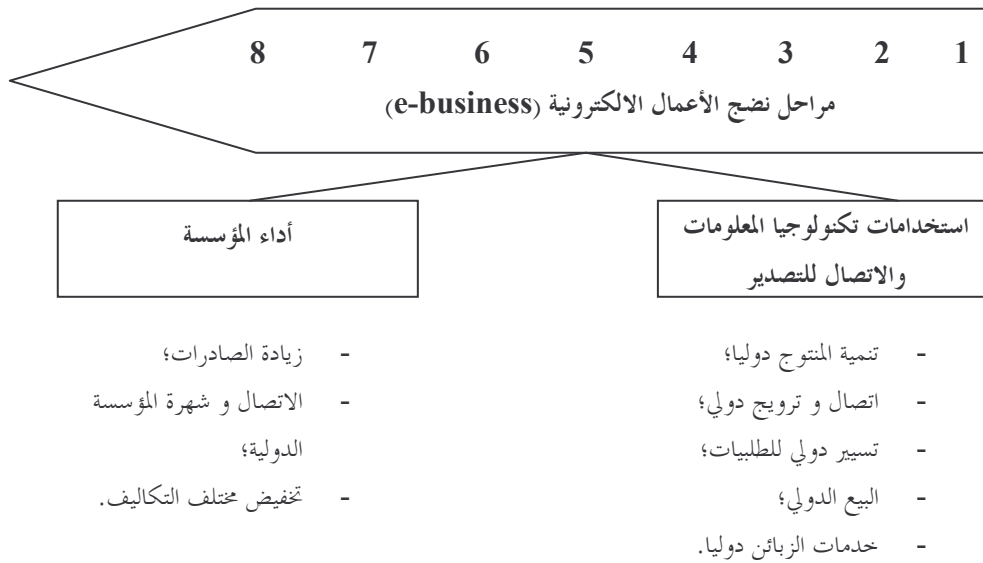 1 2 3 4 5 6 7 8
مراحل نضج الأعمال الالكترونية (e-business)
استخدامات تكنولوجيا المعلومات
والاتصال للتصدير
- تنمية المنتوج دوليا؛
- اتصال و ترويج دولي؛
- تسيير دولي للطلبيات؛
- البيع الدولي؛
- خدمات الزبائن دوليا.
أداء المؤسسة
- زيادة الصادرات؛
- الاتصال و شهرة المؤسسة
الدولية؛
- تخفيض مختلف التكاليف.